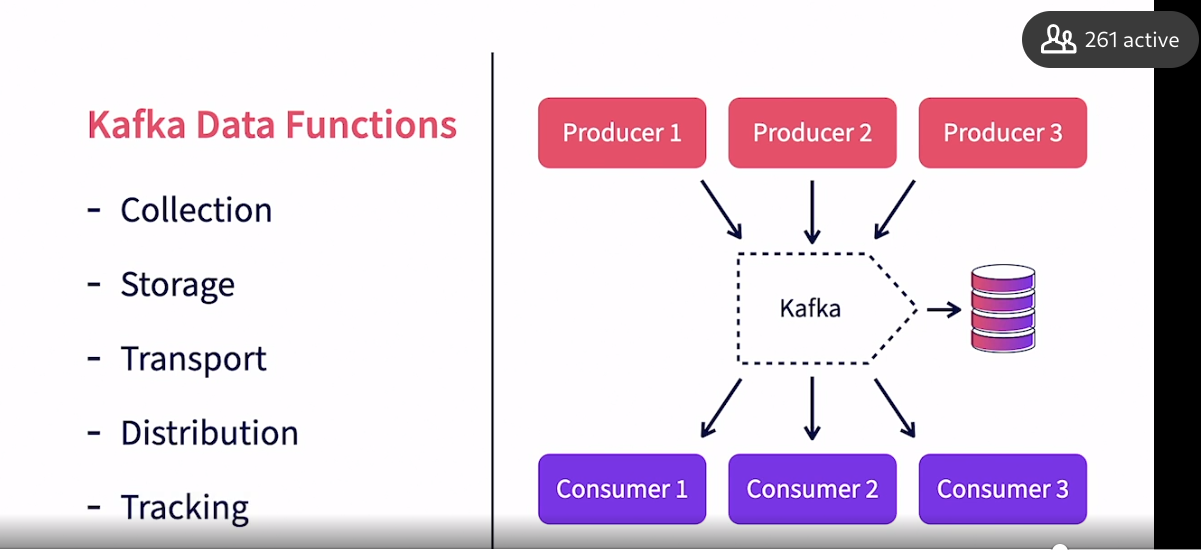 261 active
Kafka Data Functions
- Collection
- Storage
- Transport
- Distribution
- Tracking
Producer 1
Producer 2
Producer 3
Kafka
Consumer 1
Consumer 2
Consumer 3